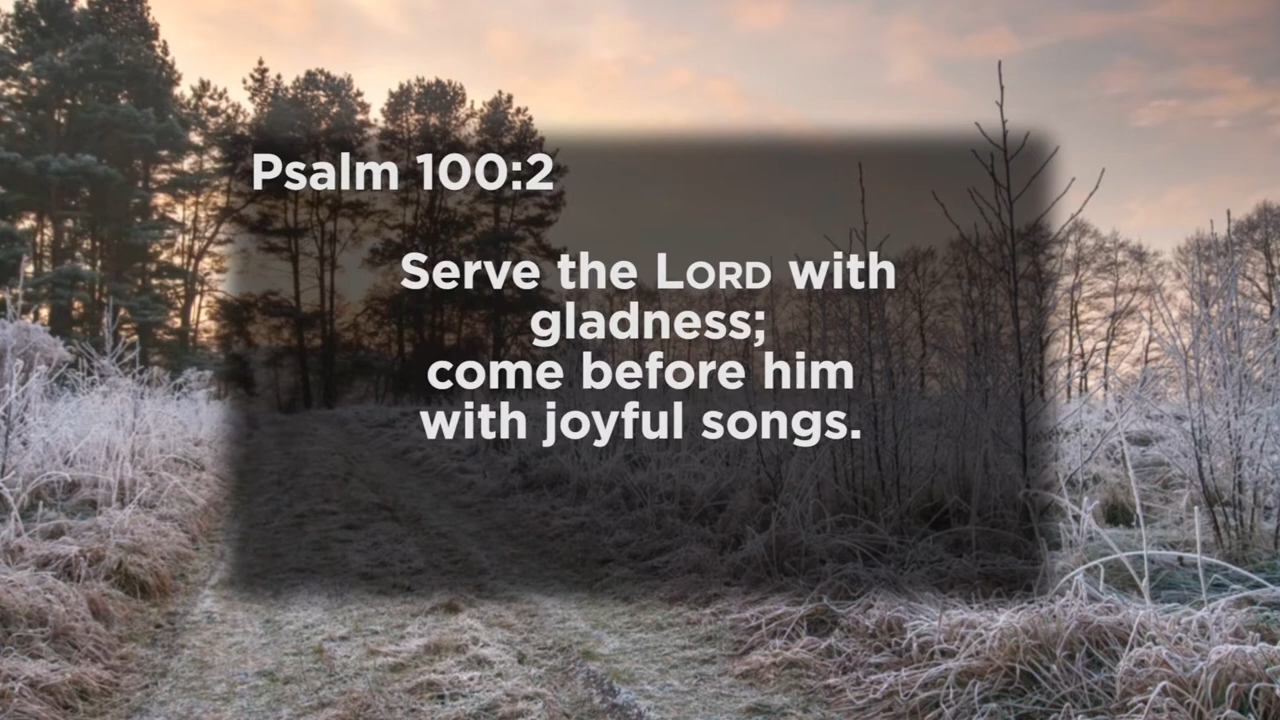 Psalm 100:2
Serve the LORD with
gladness;
come before him
with joyful songs.